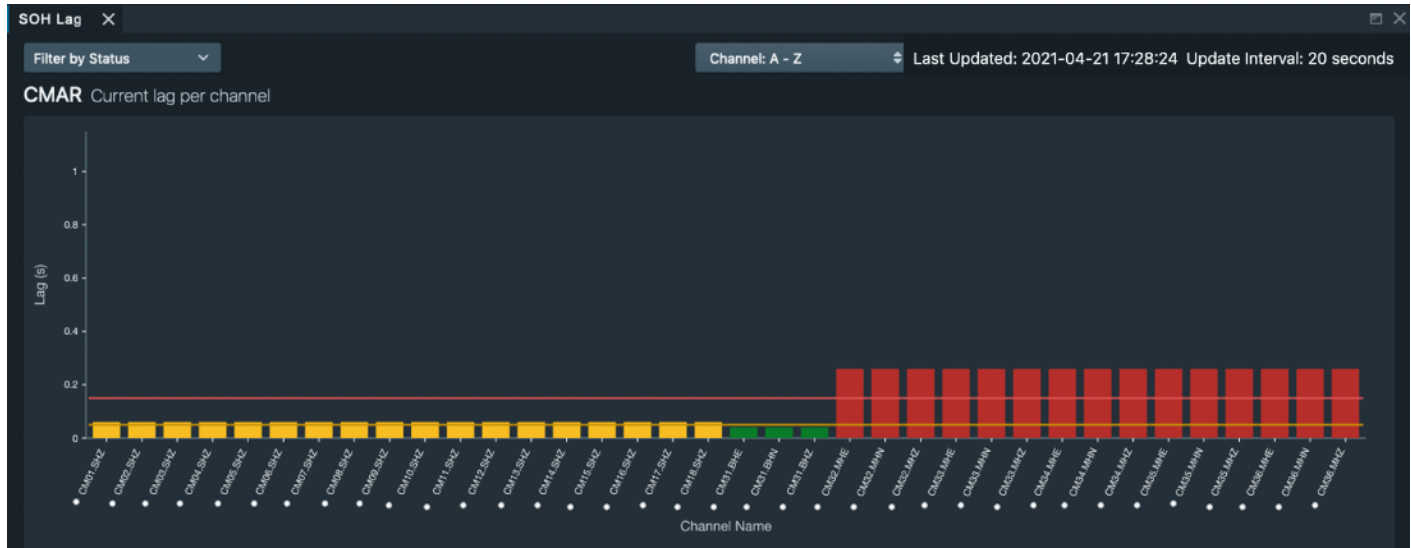 SOH Lag
Filter by Status
Channel: A - Z
Last Updated: 2021-04-21 17:28:24 Update Interval: 20 seconds
CMAR Current lag per channel
Lag (s)
1
0.8
0.6
0.4
0.2
0
CM01.SHZ
CM02.SHZ
CM03.SHZ
CM04.SHZ
CM05.SHZ
CM06.SHZ
CM07.SHZ
CM08.SHZ
CM09.SHZ
CM10.SHZ
CM11.SHZ
CM12.SHZ
CM13.SHZ
CM14.SHZ
CM15.SHZ
CM16.SHZ
CM17.SHZ
CM18.SHZ
CM31.BHE
CM31.BHN
CM31.BHZ
CM32.MHE
CM32.MHN
CM32.MHZ
CM33.MHE
CM33.MHN
CM33.MHZ
CM34.MHE
CM34.MHN
CM34.MHZ
CM35.MHE
CM35.MHN
CM35.MHZ
CM36.MHE
CM36.MHN
CM36.MHZ
Channel Name